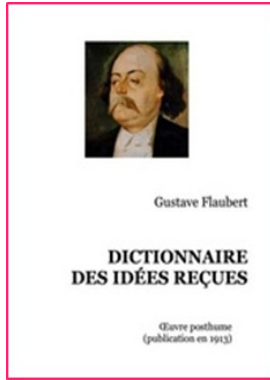 Gustave Flaubert
DICTIONNAIRE
DES IDÉES REÇUES
Œuvre posthume
(publication en 1913)